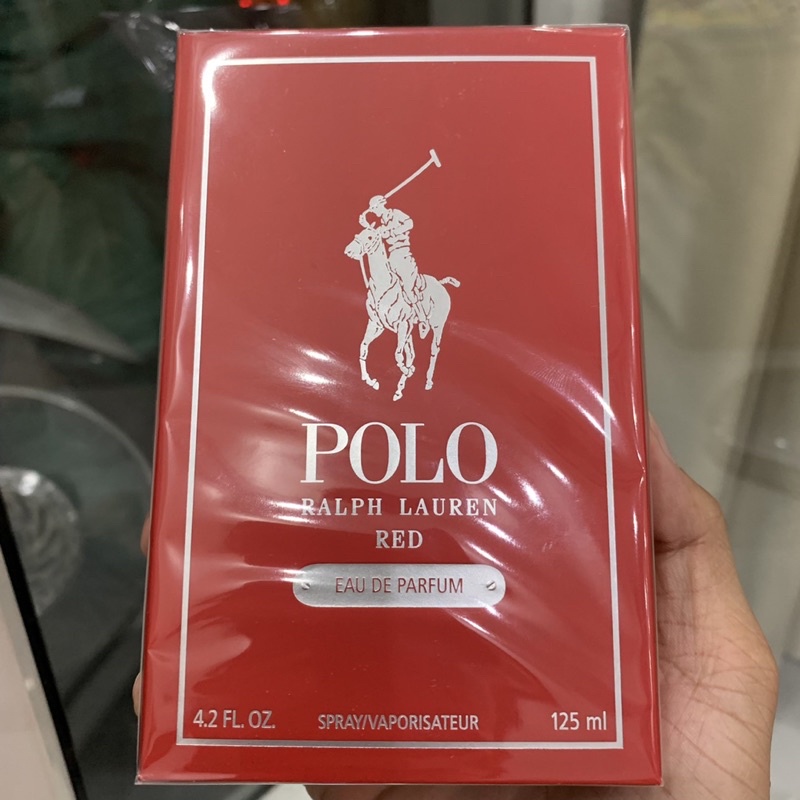 POLO
RALPH LAUREN
RED
EAU DE PARFUM
4.2 FL. OZ. SPRAY/VAPORISATEUR 125 ml